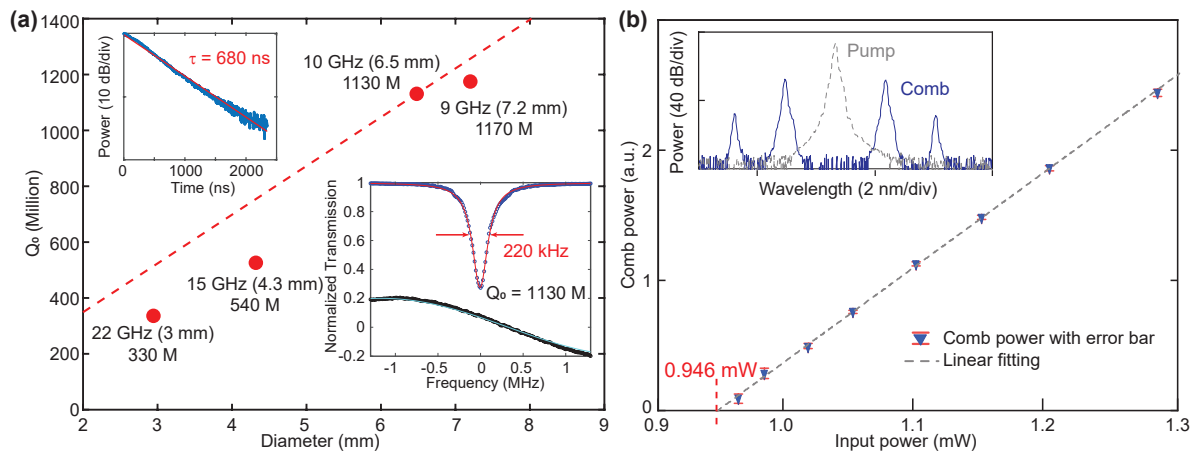 (a)
1400
1200
1000
800
600
400
200
0
Q₀ (Million)
2
3
4
5
6
7
8
9
Diameter (mm)
Power (10 dB/div)
τ = 680 ns
0
1000
2000
Time (ns)
10 GHz (6.5 mm)
1130 M
9 GHz (7.2 mm)
1170 M
15 GHz (4.3 mm)
540 M
22 GHz (3 mm)
330 M
Normalized Transmission
1
0.8
0.6
0.4
0.2
-0.2
220 kHz
Q₀ = 1130 M
-1
-0.5
0
0.5
1
Frequency (MHz)
(b)
Comb power (a.u.)
2
1
0
0.9
1.0
1.1
1.2
1.3
Input power (mW)
Power (40 dB/div)
Pump
Comb
Wavelength (2 nm/div)
0.946 mW
Comb power with error bar
Linear fitting